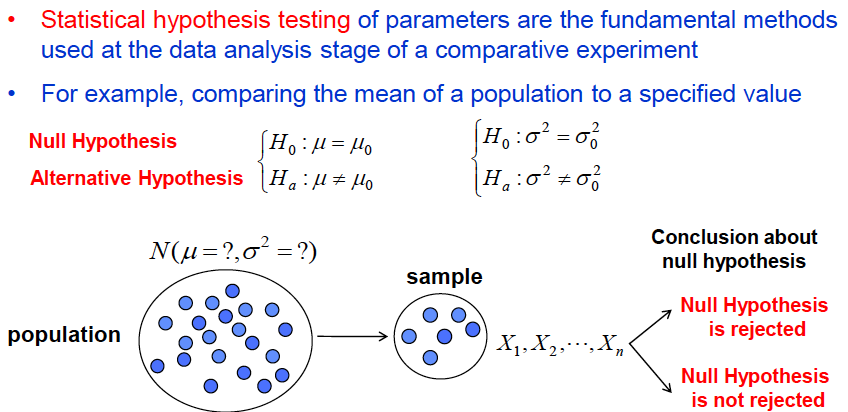 • Statistical hypothesis testing of parameters are the fundamental methods
used at the data analysis stage of a comparative experiment
• For example, comparing the mean of a population to a specified value
Null Hypothesis
Alternative Hypothesis
H₀ : μ = μ₀
Hₐ : μ ≠ μ₀
H₀ : σ² = σ₀²
Hₐ : σ² ≠ σ₀²
N(μ = ?, σ² = ?)
population
sample
X₁, X₂, ⋯, Xₙ
Conclusion about
null hypothesis
Null Hypothesis
is rejected
Null Hypothesis
is not rejected